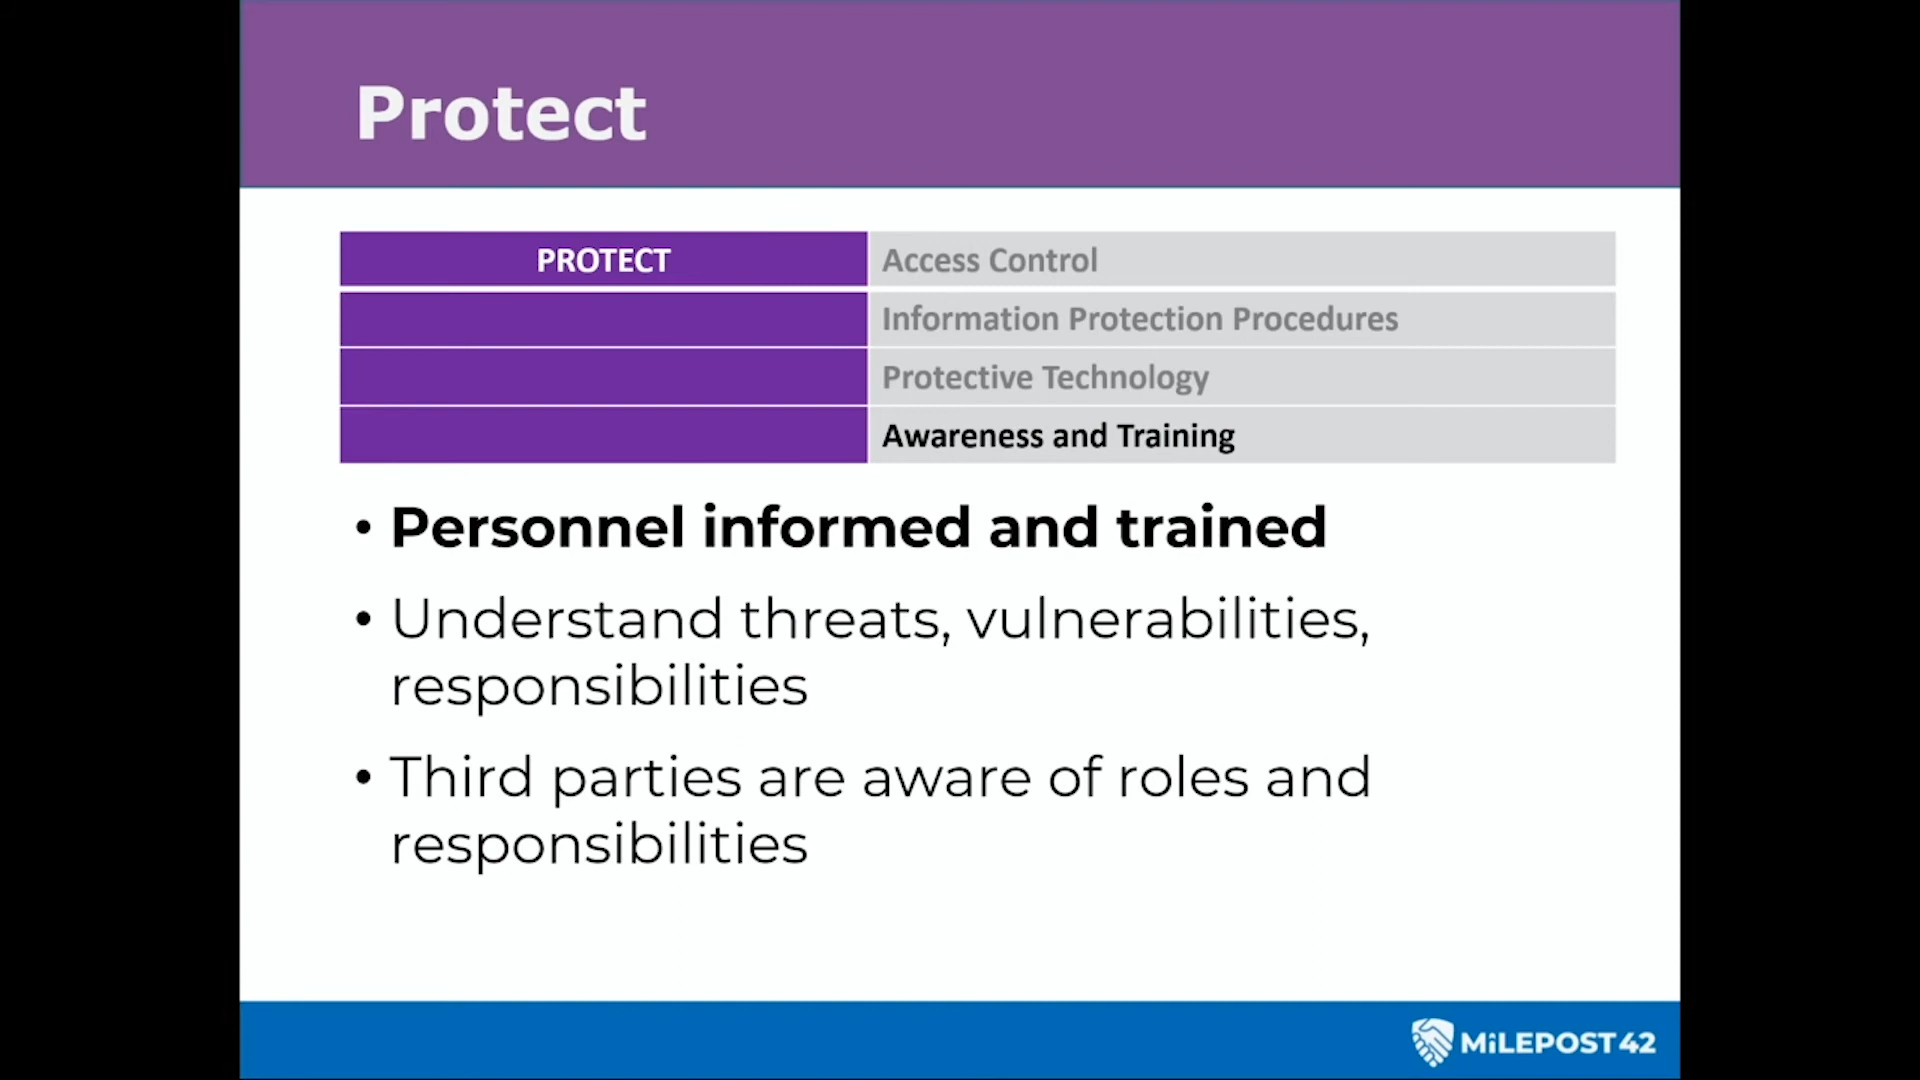 Protect
PROTECT
Access Control
Information Protection Procedures
Protective Technology
Awareness and Training
• Personnel informed and trained
• Understand threats, vulnerabilities,
responsibilities
• Third parties are aware of roles and
responsibilities
MiLEPOST42